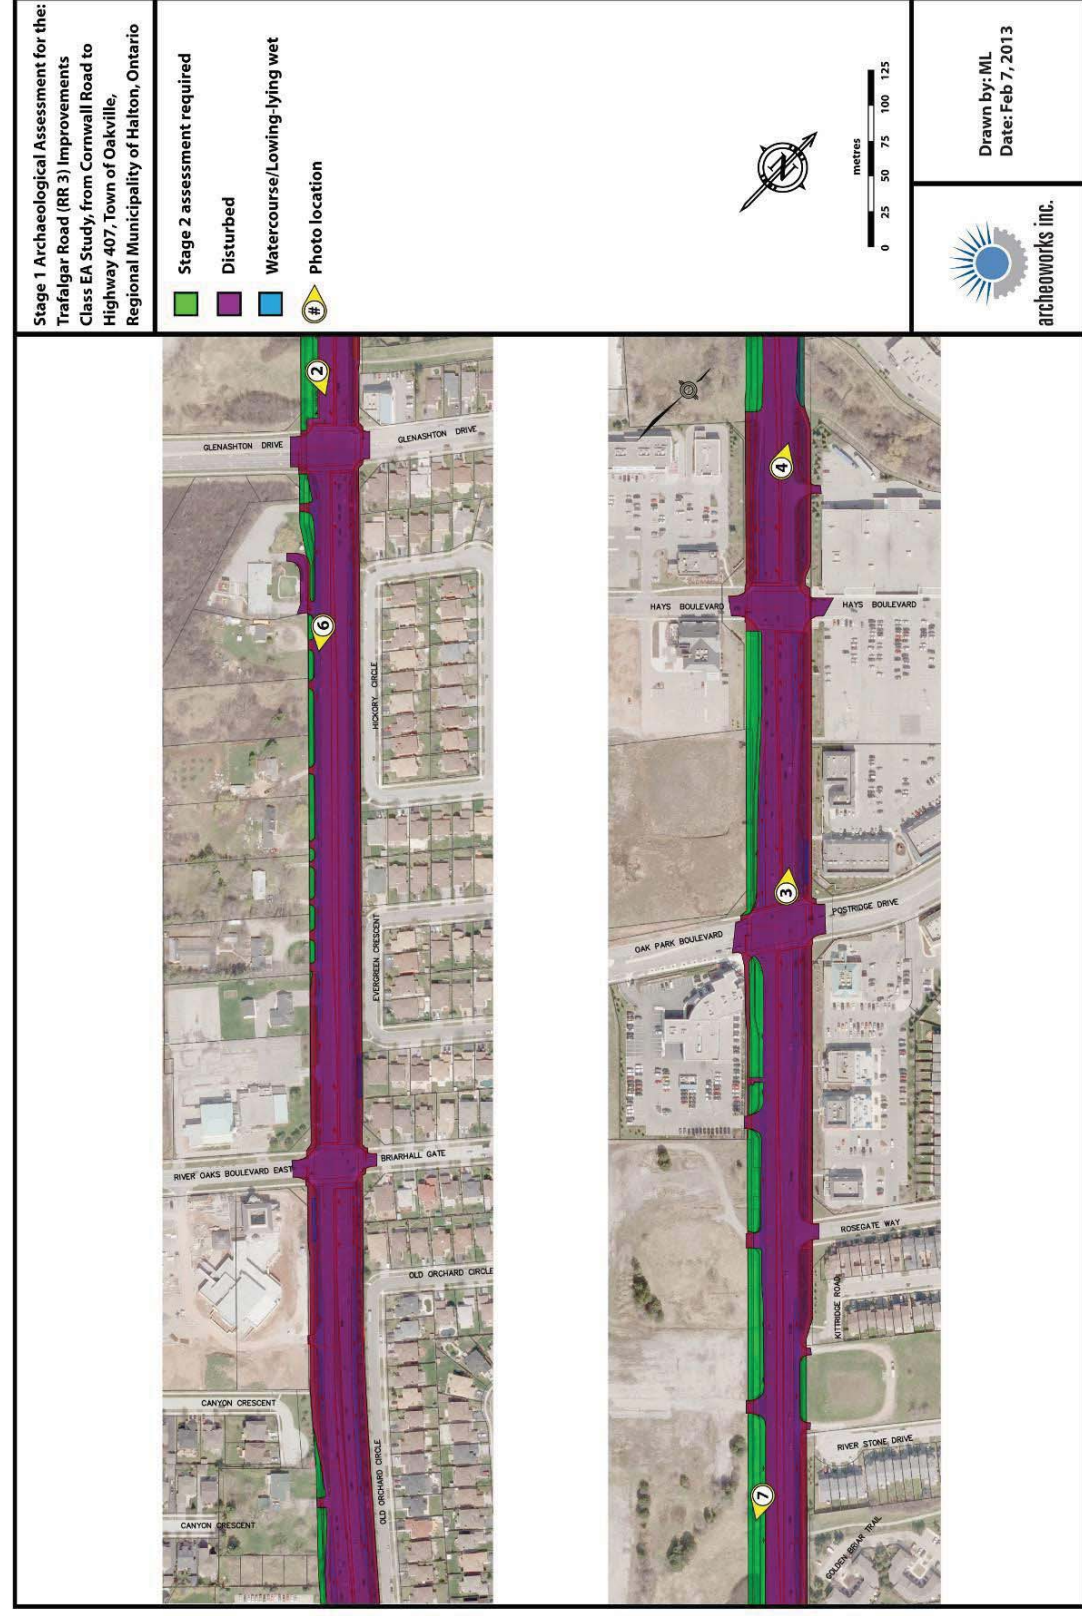 Stage 1 Archaeological Assessment for the:
Trafalgar Road (RR 3) Improvements
Class EA Study, from Cornwall Road to
Highway 407, Town of Oakville,
Regional Municipality of Halton, Ontario
Stage 2 assessment required
Disturbed
Watercourse/Lowing-lying wet
# Photo location
N
metres
0 25 50 75 100 125
archeoworks inc.
Drawn by: ML
Date: Feb 7, 2013
GLENASHTON DRIVE
GLENASHTON DRIVE
2
6
HICKORY CIRCLE
EVERGREEN CRESCENT
RIVER OAKS BOULEVARD EAST
BRIARHALL GATE
OLD ORCHARD CIRCLE
CANYON CRESCENT
OLD ORCHARD CIRCLE
CANYON CRESCENT
4
HAYS BOULEVARD
HAYS BOULEVARD
3
OAK PARK BOULEVARD
POSTRIDGE DRIVE
ROSEGATE WAY
KITTRIDGE ROAD
RIVER STONE DRIVE
7
GOLDEN BRIAR TRAIL